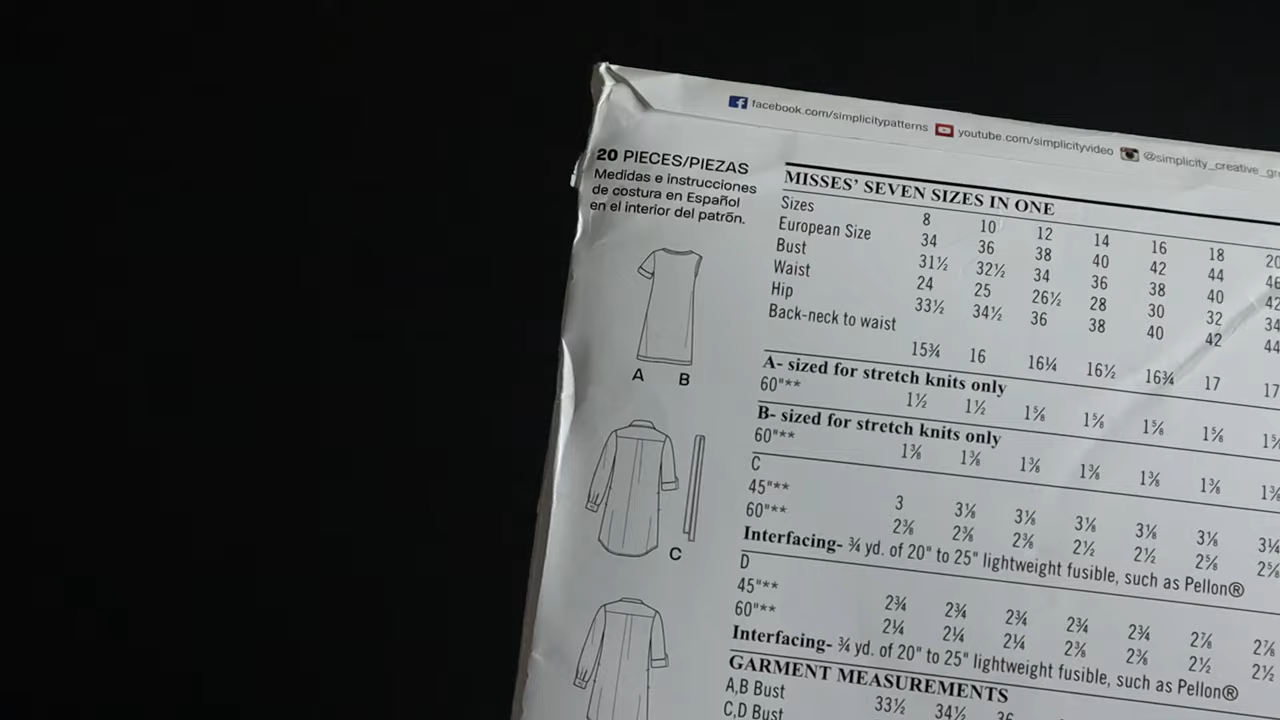 facebook.com/simplicitypatterns youtube.com/simplicityvideo @simplicity_creative_gr
20 PIECES/PIEZAS
Medidas e instrucciones
de costura en Español
en el interior del patrōn.
A B
C
MISSES' SEVEN SIZES IN ONE
Sizes 8 10 12 14 16 18 20
European Size 34 36 38 40 42 44 46
Bust 31½ 32½ 34 36 38 40 42
Waist 24 25 26½ 28 30 32 34
Hip 33½ 34½ 36 38 40 42 44
Back-neck to waist 15¾ 16 16¼ 16½ 16¾ 17 17
A- sized for stretch knits only
60"** 1½ 1½ 1⅝ 1⅝ 1⅝ 1⅝
B- sized for stretch knits only
60"** 1⅜ 1⅜ 1⅜ 1⅜ 1⅜ 1⅜ 1⅜
C
45"** 3 3⅛ 3⅛ 3⅛ 3⅛ 3⅛ 3¼
60"** 2⅜ 2⅜ 2⅜ 2½ 2½ 2⅝ 2⅝
Interfacing- ¾ yd. of 20" to 25" lightweight fusible, such as Pellon®
D
45"** 2¾ 2¾ 2¾ 2¾ 2¾ 2⅞ 2⅞
60"** 2¼ 2¼ 2¼ 2⅜ 2⅜ 2½ 2½
Interfacing- ¾ yd. of 20" to 25" lightweight fusible, such as Pellon®
GARMENT MEASUREMENTS
A,B Bust 33½ 34½ 36
C,D Bust